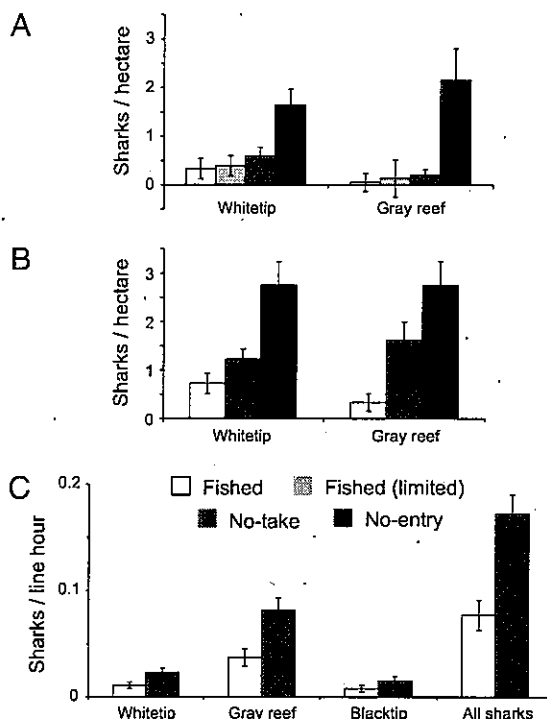 A
Sharks / hectare
3
2
1
0
Whitetip
Gray reef
B
Sharks / hectare
3
2
1
0
Whitetip
Gray reef
C
Sharks / line hour
0.2
0.1
0
Fished
Fished (limited)
No-take
No-entry
Whitetip
Gray reef
Blacktip
All sharks